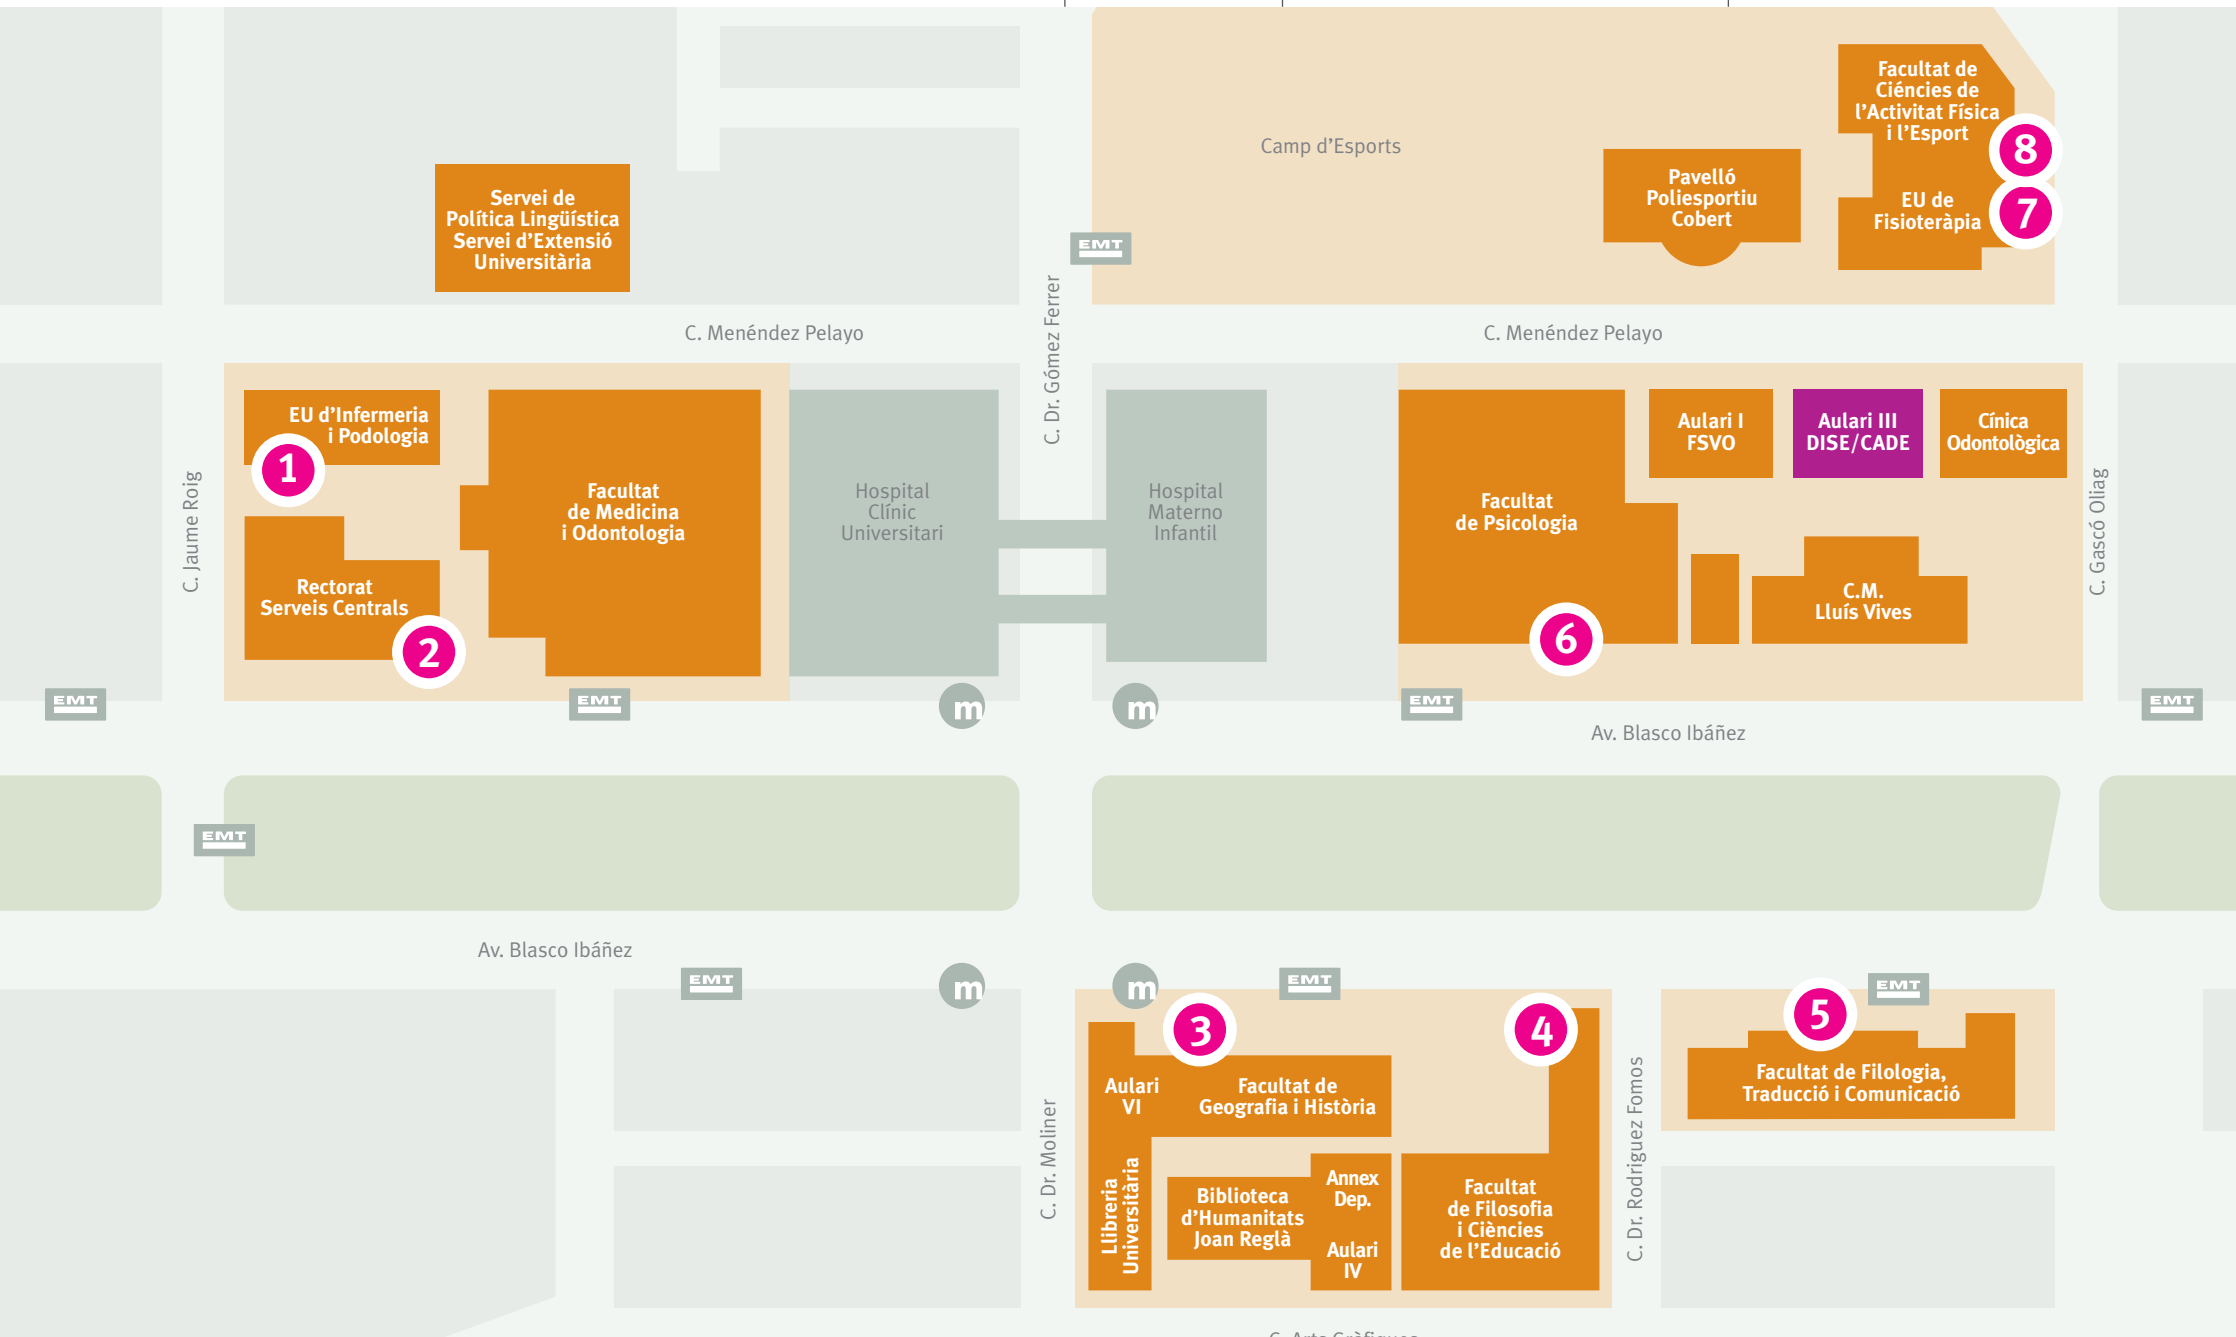 Facultat de
Ciéncies de
l'Activitat Física
i l'Esport
8
Camp d'Esports
Pavelló
Poliesportiu
Cobert
EU de
Fisioteràpia
7
Servei de
Política Lingüística
Servei d'Extensió
Universitària
EMT
C. Menéndez Pelayo
C. Dr. Gómez Ferrer
C. Menéndez Pelayo
EU d'Infermeria
i Podologia
1
Aulari I
FSVO
Aulari III
DISE/CADE
Cínica
Odontològica
C. Jaume Roig
Facultat
de Medicina
i Odontologia
Hospital
Clínic
Universitari
Hospital
Materno
Infantil
Facultat
de Psicologia
C. Gascó Oliag
Rectorat
Serveis Centrals
2
C.M.
Lluís Vives
6
EMT
EMT
m
m
EMT
EMT
Av. Blasco Ibáñez
EMT
Av. Blasco Ibáñez
EMT
m
m
EMT
EMT
3
4
5
Aulari
VI
Facultat de
Geografia i Història
Facultat de Filologia,
Traducció i Comunicació
C. Dr. Moliner
C. Dr. Rodriguez Fomos
Llibreria
Universitària
Biblioteca
d'Humanitats
Joan Reglà
Annex
Dep.
Aulari
IV
Facultat
de Filosofia
i Ciències
de l'Educació
C. Arts Gràfiques